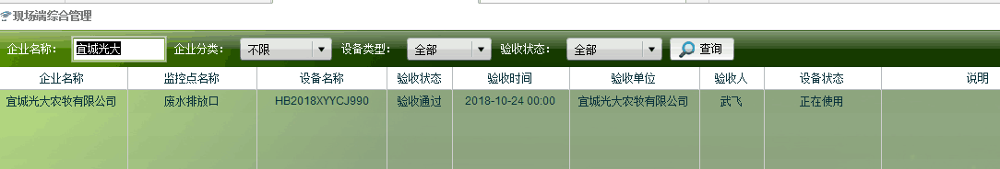 现场端综合管理
企业名称： 宜城光大 企业分类： 不限 设备类型： 全部 验收状态： 全部 查询
企业名称 监控点名称 设备名称 验收状态 验收时间 验收单位 验收人 设备状态 说明
宜城光大农牧有限公司 废水排放口 HB2018XYYCJ990 验收通过 2018-10-24 00:00 宜城光大农牧有限公司 武飞 正在使用